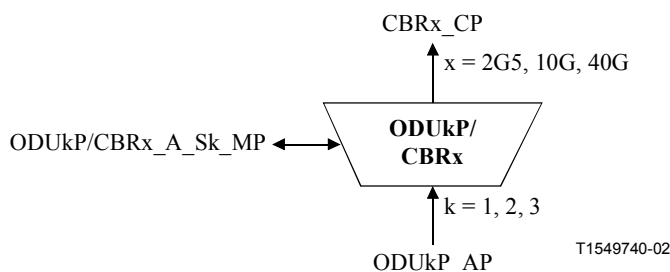 CBRx_CP
x = 2G5, 10G, 40G
ODUkP/
CBRx
ODUkP/CBRx_A_Sk_MP
k = 1, 2, 3
ODUkP_AP
T1549740-02